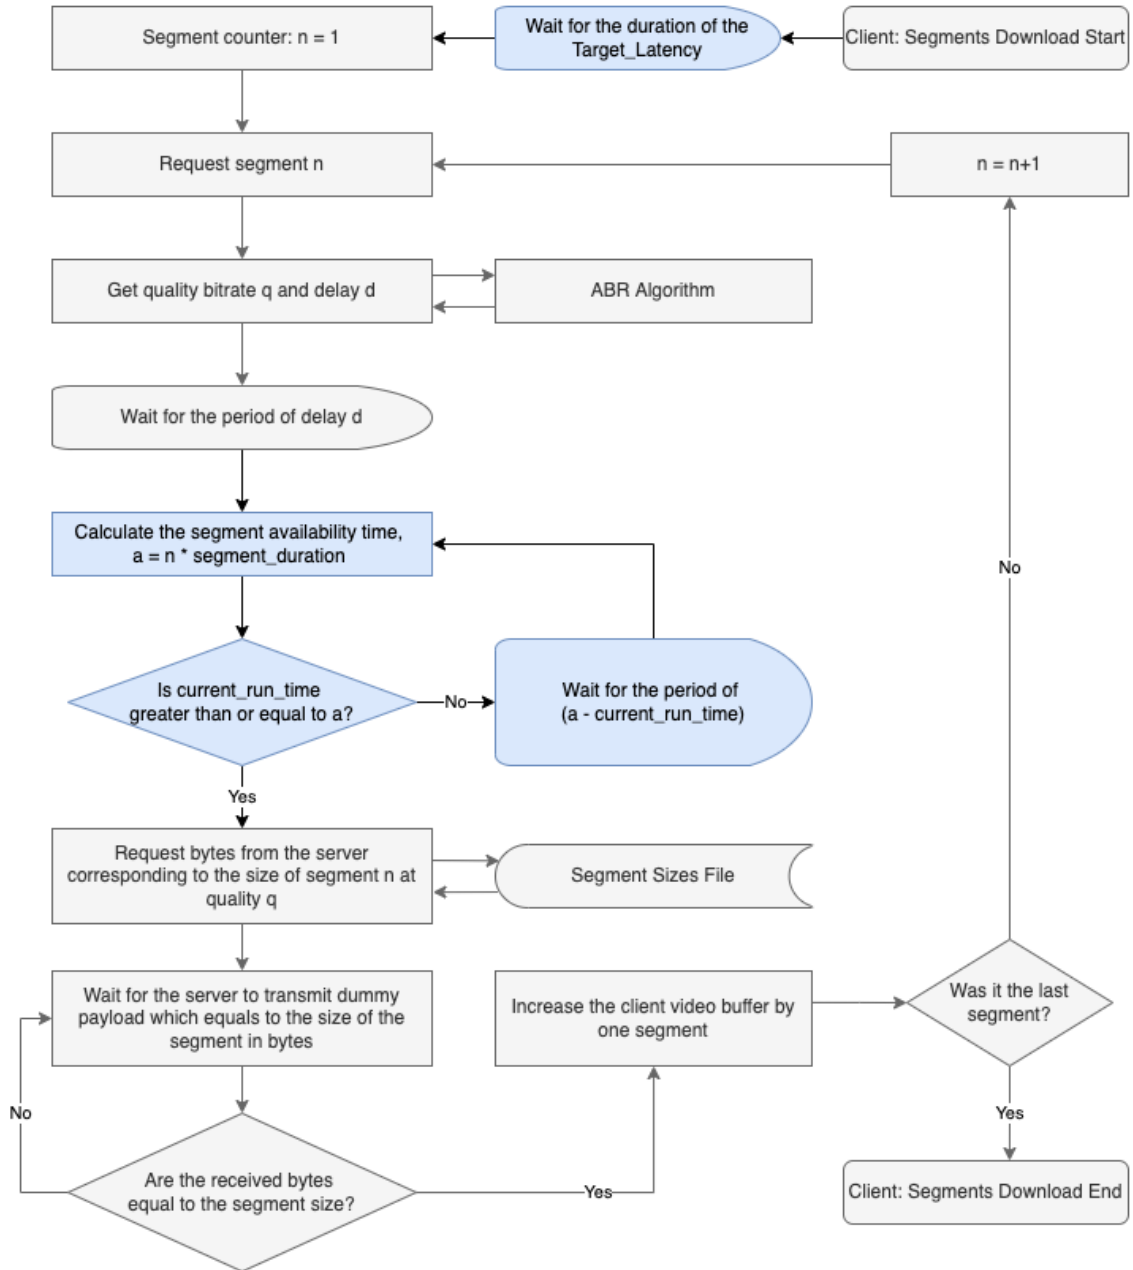 Segment counter: n = 1
Wait for the duration of the
Target_Latency
Client: Segments Download Start
Request segment n
n = n+1
Get quality bitrate q and delay d
ABR Algorithm
Wait for the period of delay d
Calculate the segment availability time,
a = n * segment_duration
No
Is current_run_time
greater than or equal to a?
No
Wait for the period of
(a - current_run_time)
Yes
Request bytes from the server
corresponding to the size of segment n at
quality q
Segment Sizes File
Wait for the server to transmit dummy
payload which equals to the size of the
segment in bytes
Increase the client video buffer by
one segment
Was it the last
segment?
No
Yes
Are the received bytes
equal to the segment size?
Yes
Client: Segments Download End